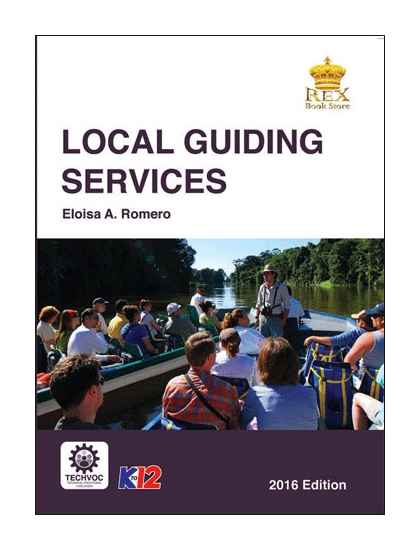 REX
Book Store
LOCAL GUIDING
SERVICES
Eloisa A. Romero
TECHVOC
K TO 12
2016 Edition